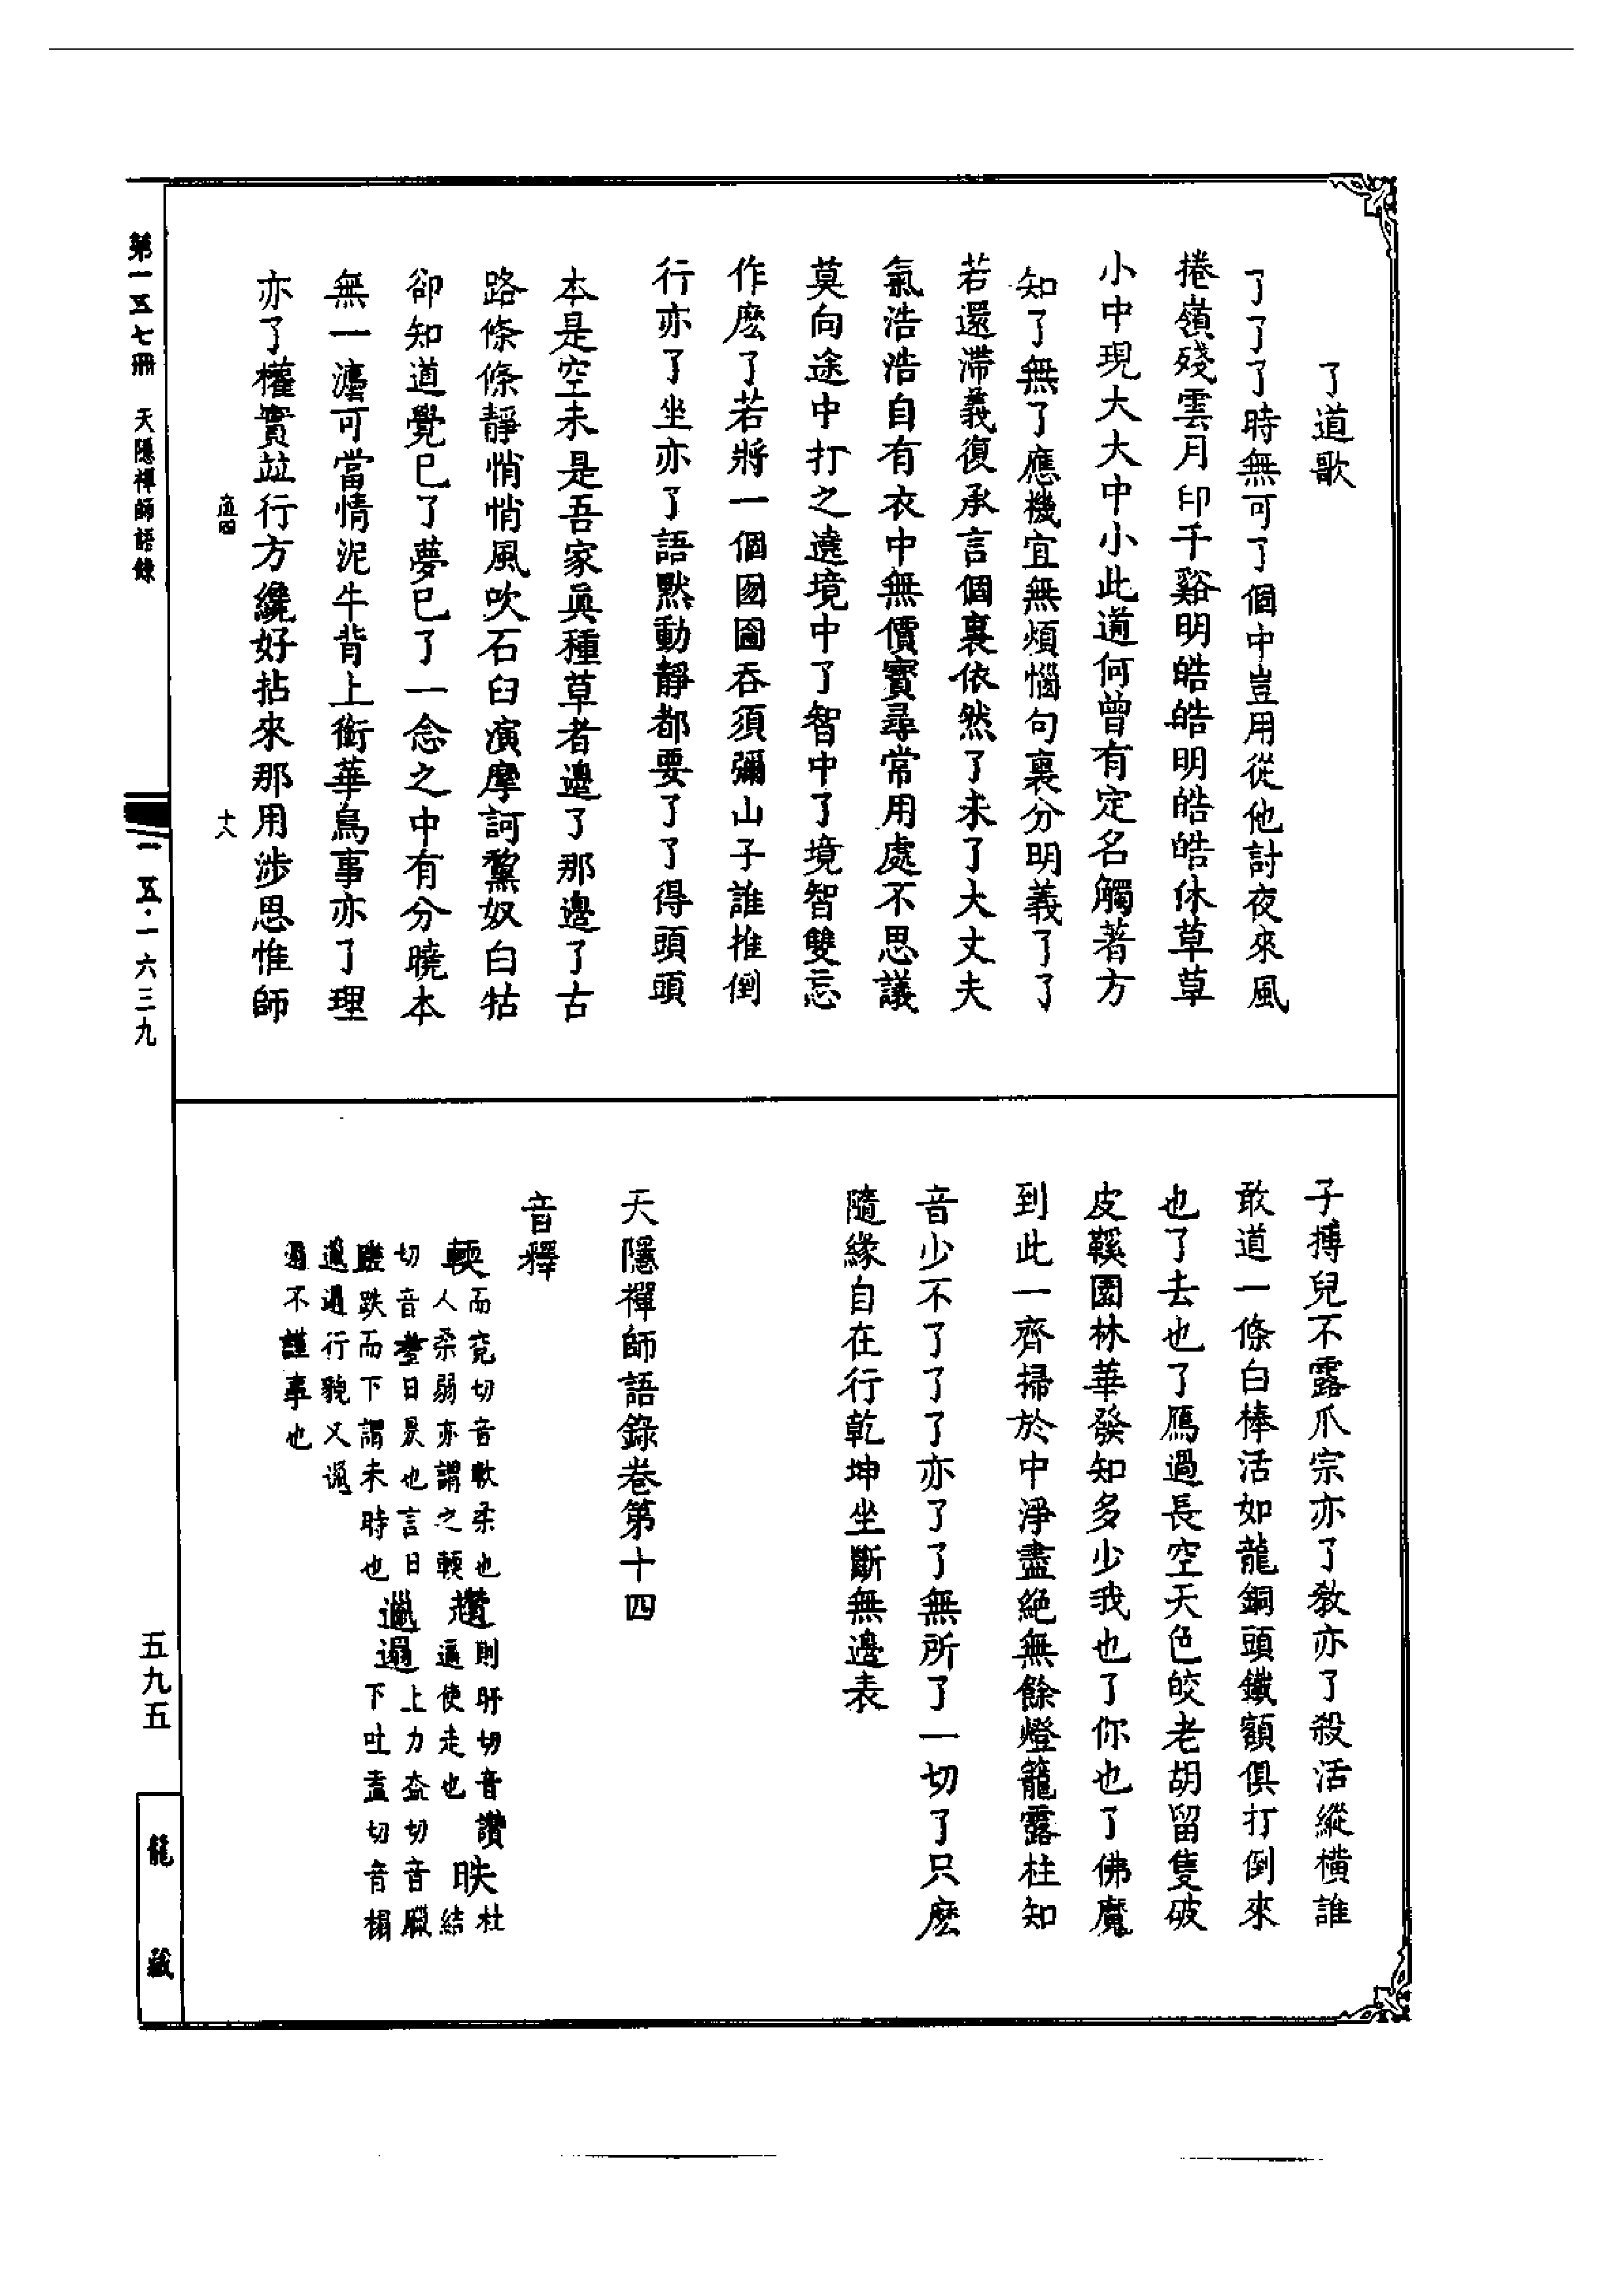 了道歌
了了了時無可了個中豈用從他討夜來風
捲嶺殘雲月印千谿明皓皓明皓皓休草草
小中現大大中小此道何曾有定名觸著方
知了無了應機宜無煩惱句裏分明義了了
若還滯義復承言個裏依然了未了大丈夫
氣浩浩自有衣中無價寶尋常用處不思議
莫向途中打之遶境中了智中了境智雙忘
作麽了若將一個囫圇吞須彌山子誰推倒
行亦了坐亦了語默動靜都要了了得頭頭
本是空未是吾家眞種草者邊了那邊了古
路條條靜悄悄風吹石臼演摩訶黧奴白牯
卻知道覺巳了夢巳了一念之中有分曉本
無一灋可當情泥牛背上銜華鳥事亦了理
亦了權實竝行方纔好拈來那用涉思惟師
子摶兒不露爪宗亦了敎亦了殺活縱橫誰
敢道一條白棒活如龍銅頭鐵額俱打倒來
也了去也了鴈過長空天色皎老胡留隻破
皮鞵園林華發知多少我也了你也了佛魔
到此一齊掃於中淨盡絕無餘燈籠露柱知
音少不了了了亦了了無所了一切了只麽
隨緣自在行乾坤坐斷無邊表
天隱禪師語錄卷第十四
音釋
輭而兖切音軟柔也
人柔弱亦謂之輭
趲則旰切音讚
逼使走也
昳杜結
切音耋日昃也言日
蹉跌而下謂未時也
邋遢上力盍切音臘
下吐盍切音榻
邋遢行貌又邋
遢不謹事也
第一五七冊 天隱禪師語錄
十八
一五·一六三九
五九五
龍藏